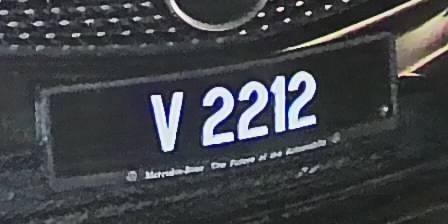 V 2212
Mercedes-Benz The Future of the Automobile